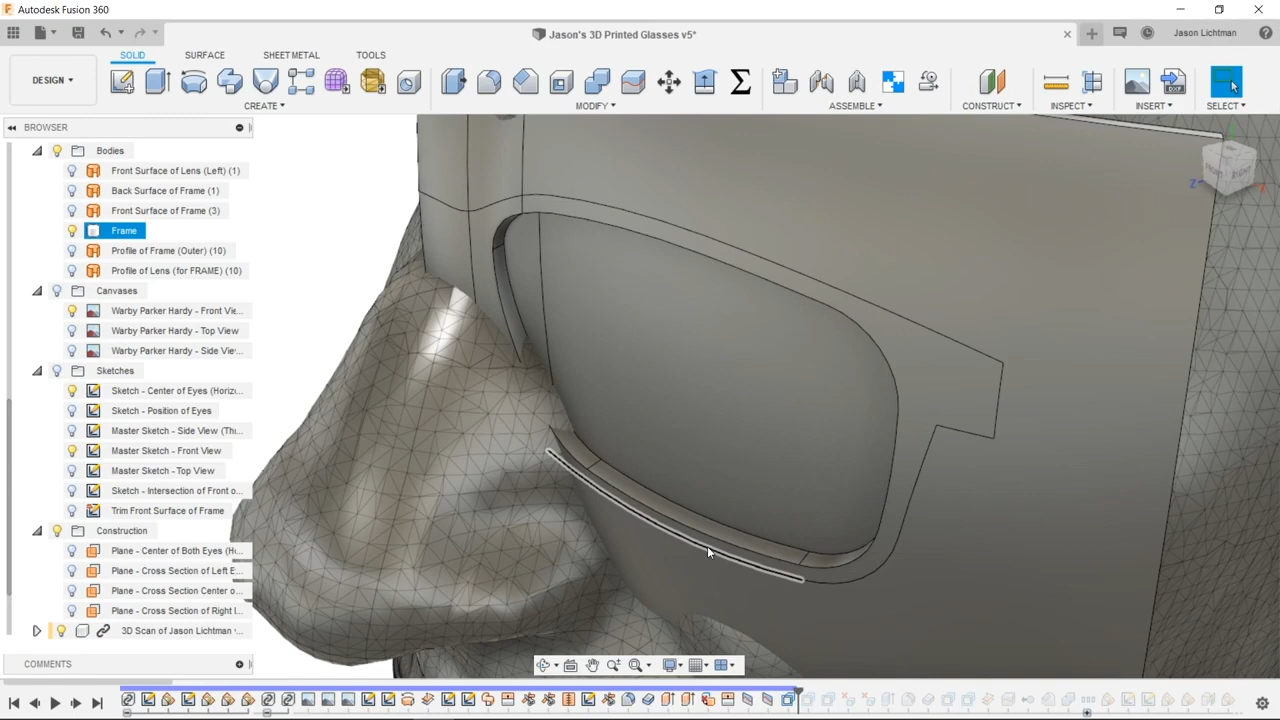 Autodesk Fusion 360
Jason's 3D Printed Glasses v5*
Jason Lichtman
SOLID
SURFACE
SHEET METAL
TOOLS
DESIGN
CREATE
MODIFY
ASSEMBLE
CONSTRUCT
INSPECT
INSERT
SELECT
BROWSER
Bodies
Front Surface of Lens (Left) (1)
Back Surface of Frame (1)
Front Surface of Frame (3)
Frame
Profile of Frame (Outer) (10)
Profile of Lens (for FRAME) (10)
Canvases
Warby Parker Hardy - Front Vie...
Warby Parker Hardy - Top View
Warby Parker Hardy - Side Vie...
Sketches
Sketch - Center of Eyes (Horizo...
Sketch - Position of Eyes
Master Sketch - Side View (Thr...
Master Sketch - Front View
Master Sketch - Top View
Sketch - Intersection of Front o...
Trim Front Surface of Frame
Construction
Plane - Center of Both Eyes (H...
Plane - Cross Section of Left E...
Plane - Cross Section Center o...
Plane - Cross Section of Right l...
3D Scan of Jason Lichtman v...
COMMENTS
Z